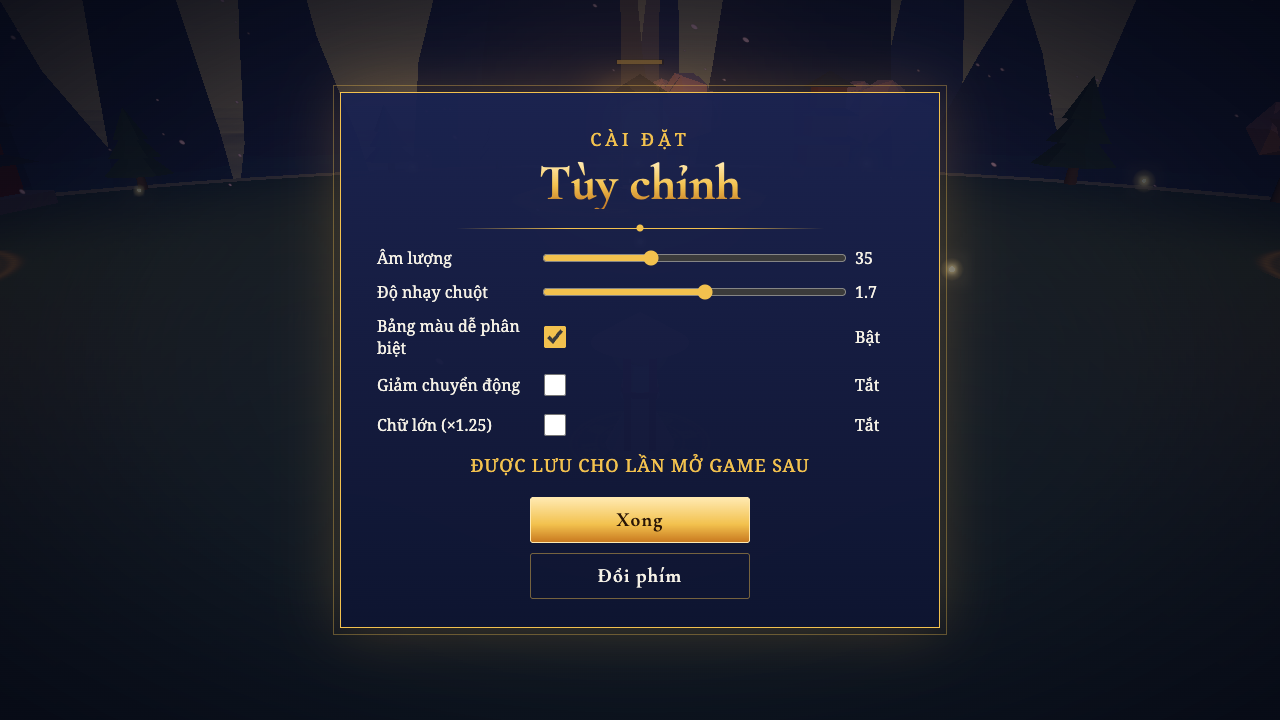 CÀI ĐẶT
Tùy chỉnh
Âm lượng 35
Độ nhạy chuột 1.7
Bảng màu dễ phân
biệt Bật
Giảm chuyển động Tắt
Chữ lớn (×1.25) Tắt
ĐƯỢC LƯU CHO LẦN MỞ GAME SAU
Xong
Đổi phím